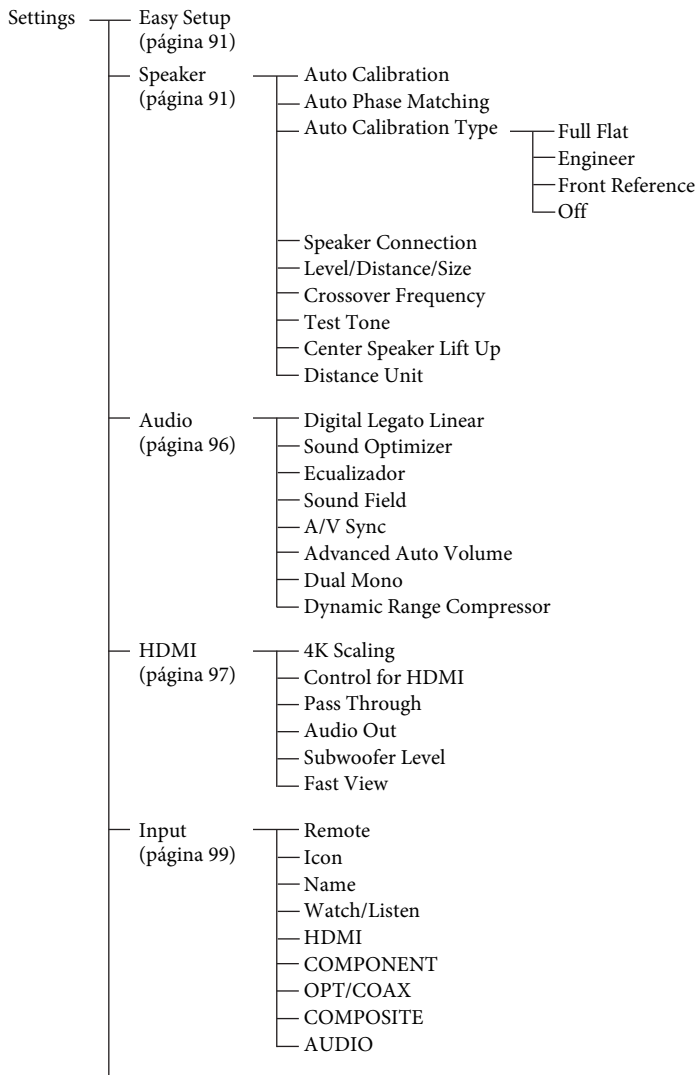 Settings
Easy Setup
(página 91)
Speaker
(página 91)
Auto Calibration
Auto Phase Matching
Auto Calibration Type
Full Flat
Engineer
Front Reference
Off
Speaker Connection
Level/Distance/Size
Crossover Frequency
Test Tone
Center Speaker Lift Up
Distance Unit
Audio
(página 96)
Digital Legato Linear
Sound Optimizer
Ecualizador
Sound Field
A/V Sync
Advanced Auto Volume
Dual Mono
Dynamic Range Compressor
HDMI
(página 97)
4K Scaling
Control for HDMI
Pass Through
Audio Out
Subwoofer Level
Fast View
Input
(página 99)
Remote
Icon
Name
Watch/Listen
HDMI
COMPONENT
OPT/COAX
COMPOSITE
AUDIO